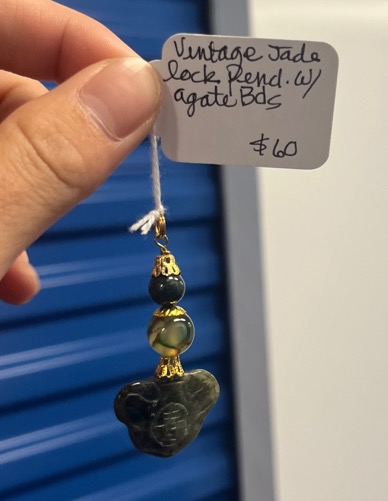 Vintage Jade
lock Pend. W/
agate Bds
$60